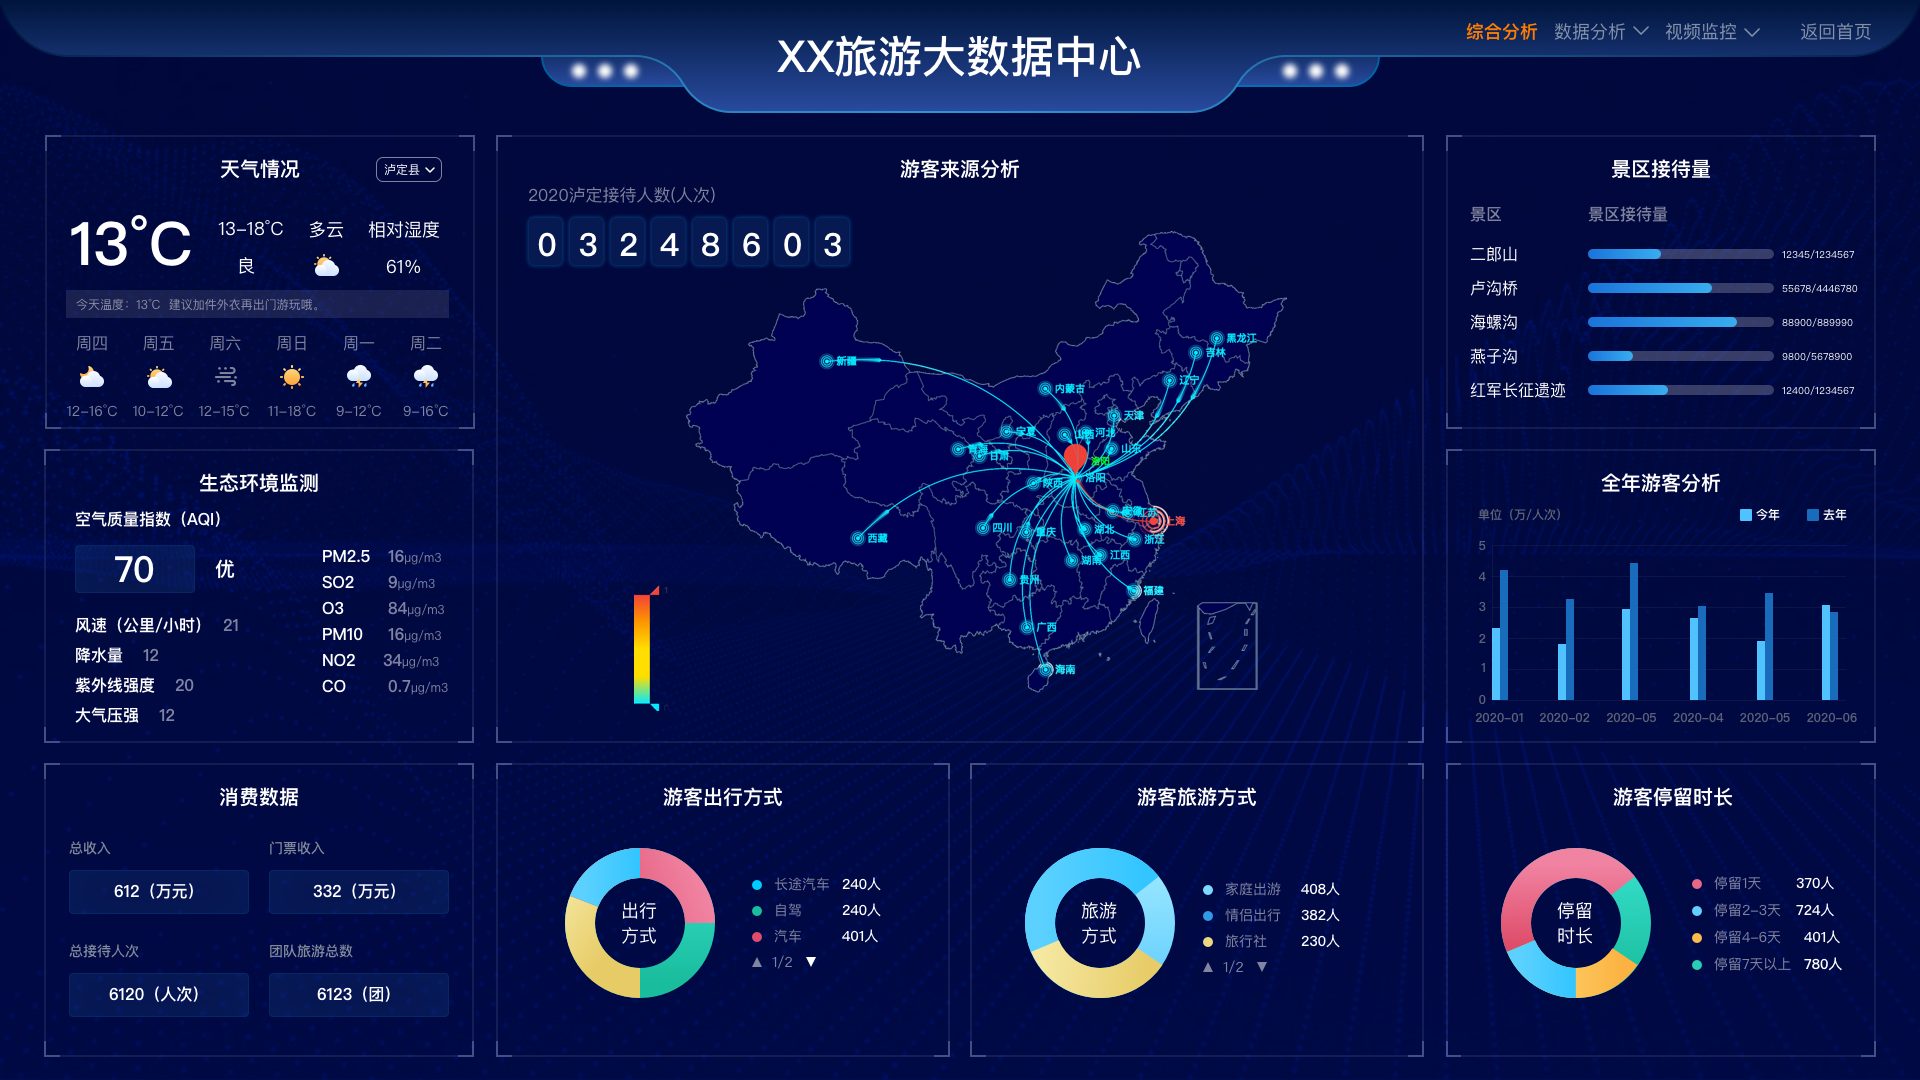 综合分析 数据分析 视频监控 返回首页
XX旅游大数据中心
天气情况
泸定县
13°C
13-18°C 多云 相对湿度
良 61%
今天温度：13°C 建议加件外衣再出门游玩哦。
周四 周五 周六 周日 周一 周二
12-16°C 10-12°C 12-15°C 11-18°C 9-12°C 9-16°C
生态环境监测
空气质量指数（AQI）
70 优
风速（公里/小时） 21
降水量 12
紫外线强度 20
大气压强 12
PM2.5 16μg/m3
SO2 9μg/m3
O3 84μg/m3
PM10 16μg/m3
NO2 34μg/m3
CO 0.7μg/m3
消费数据
总收入 门票收入
612（万元） 332（万元）
总接待人次 团队旅游总数
6120（人次） 6123（团）
游客来源分析
2020泸定接待人数(人次)
0 3 2 4 8 6 0 3
黑龙江
吉林
新疆
辽宁
内蒙古
天津
宁夏
山西
河北
青海
甘肃
山东
洛阳
洛阳
陕西
安徽
江苏
上海
四川
重庆
湖北
西藏
浙江
江西
湖南
贵州
福建
广西
海南
游客出行方式
出行
方式
长途汽车 240人
自驾 240人
汽车 401人
1/2
游客旅游方式
旅游
方式
家庭出游 408人
情侣出行 382人
旅行社 230人
1/2
景区接待量
景区 景区接待量
二郎山 12345/1234567
卢沟桥 55678/4446780
海螺沟 88900/889990
燕子沟 9800/5678900
红军长征遗迹 12400/1234567
全年游客分析
单位（万/人次） 今年 去年
5
4
3
2
1
0
2020-01 2020-02 2020-05 2020-04 2020-05 2020-06
游客停留时长
停留
时长
停留1天 370人
停留2-3天 724人
停留4-6天 401人
停留7天以上 780人